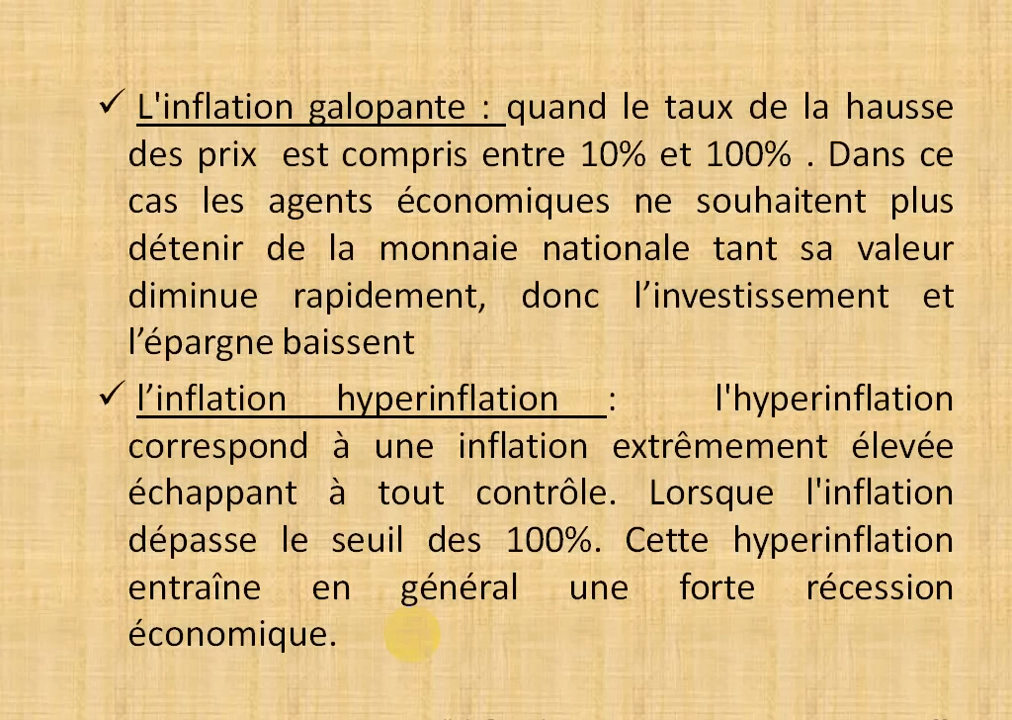 ✓ L'inflation galopante : quand le taux de la hausse
des prix est compris entre 10% et 100% . Dans ce
cas les agents économiques ne souhaitent plus
détenir de la monnaie nationale tant sa valeur
diminue rapidement, donc l’investissement et
l’épargne baissent
✓ l’inflation hyperinflation : l'hyperinflation
correspond à une inflation extrêmement élevée
échappant à tout contrôle. Lorsque l'inflation
dépasse le seuil des 100%. Cette hyperinflation
entraîne en général une forte récession
économique.